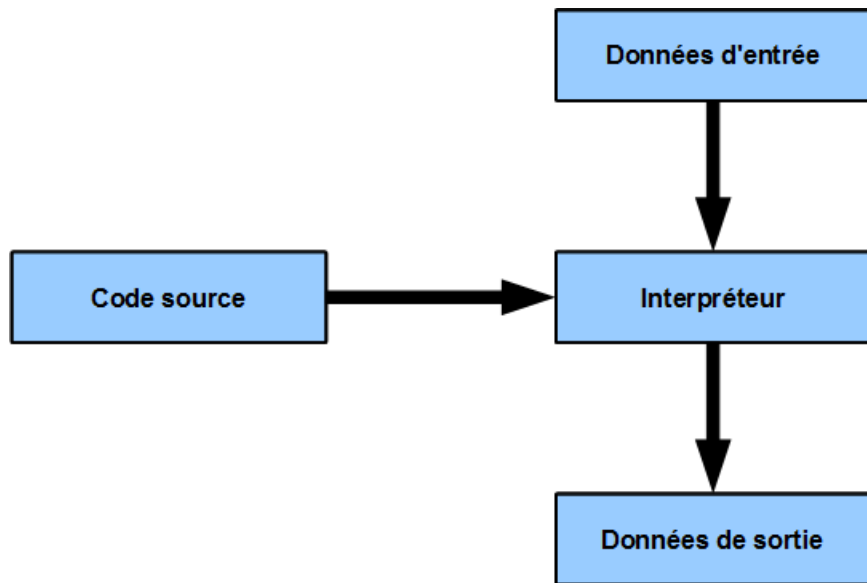 Données d'entrée
Code source
Interpréteur
Données de sortie